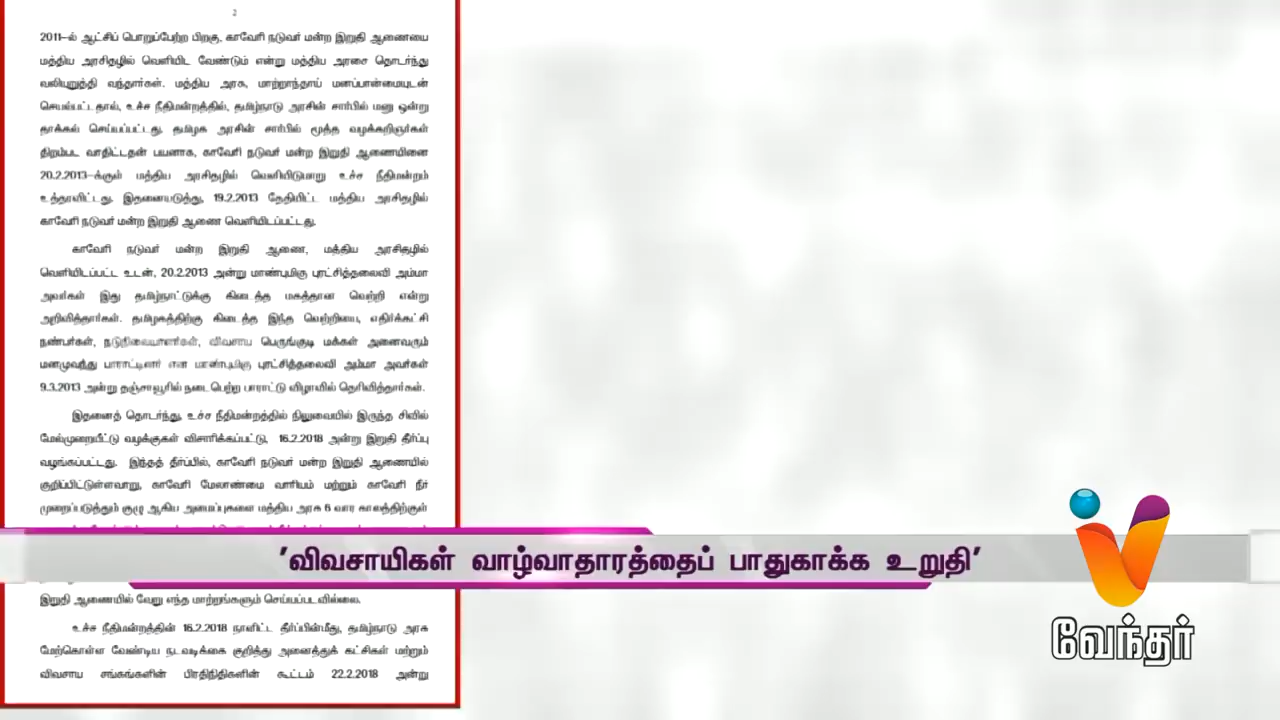 2
2011–ல் ஆட்சிப் பொறுப்பேற்ற பிறகு, காவேரி நடுவர் மன்ற இறுதி ஆணையை
மத்திய அரசிதழில் வெளியிட வேண்டும் என்று மத்திய அரசை தொடர்ந்து
வலியுறுத்தி வந்தார்கள். மத்திய அரசு, மாற்றாந்தாய் மனப்பான்மையுடன்
செயல்பட்டதால், உச்ச நீதிமன்றத்தில், தமிழ்நாடு அரசின் சார்பில் மனு ஒன்று
தாக்கல் செய்யப்பட்டது. தமிழக அரசின் சார்பில் மூத்த வழக்கறிஞர்கள்
திறம்பட வாதிட்டதன் பயனாக, காவேரி நடுவர் மன்ற இறுதி ஆணையினை
20.2.2013–க்குள் மத்திய அரசிதழில் வெளியிடுமாறு உச்ச நீதிமன்றம்
உத்தரவிட்டது. இதனையடுத்து, 19.2.2013 தேதியிட்ட மத்திய அரசிதழில்
காவேரி நடுவர் மன்ற இறுதி ஆணை வெளியிடப்பட்டது.
காவேரி நடுவர் மன்ற இறுதி ஆணை, மத்திய அரசிதழில்
வெளியிடப்பட்ட உடன், 20.2.2013 அன்று மாண்புமிகு புரட்சித்தலைவி அம்மா
அவர்கள் இது தமிழ்நாட்டுக்கு கிடைத்த மகத்தான வெற்றி என்று
அறிவித்தார்கள். தமிழகத்திற்கு கிடைத்த இந்த வெற்றியை, எதிர்க்கட்சி
நண்பர்கள், நடுநிலையாளர்கள், விவசாய பெருங்குடி மக்கள் அனைவரும்
மனமுவந்து பாராட்டினர் என மாண்புமிகு புரட்சித்தலைவி அம்மா அவர்கள்
9.3.2013 அன்று தஞ்சாவூரில் நடைபெற்ற பாராட்டு விழாவில் தெரிவித்தார்கள்.
இதனைத் தொடர்ந்து, உச்ச நீதிமன்றத்தில் நிலுவையில் இருந்த சிவில்
மேல்முறையீட்டு வழக்குகள் விசாரிக்கப்பட்டு, 16.2.2018 அன்று இறுதி தீர்ப்பு
வழங்கப்பட்டது. இந்தத் தீர்ப்பில், காவேரி நடுவர் மன்ற இறுதி ஆணையில்
குறிப்பிட்டுள்ளவாறு, காவேரி மேலாண்மை வாரியம் மற்றும் காவேரி நீர்
முறைப்படுத்தும் குழு ஆகிய அமைப்புகளை மத்திய அரசு 6 வார காலத்திற்குள்
'விவசாயிகள் வாழ்வாதாரத்தைப் பாதுகாக்க உறுதி'
இறுதி ஆணையில் வேறு எந்த மாற்றங்களும் செய்யப்படவில்லை.
உச்ச நீதிமன்றத்தின் 16.2.2018 நாளிட்ட தீர்ப்பின்மீது, தமிழ்நாடு அரசு
மேற்கொள்ள வேண்டிய நடவடிக்கை குறித்து அனைத்துக் கட்சிகள் மற்றும்
விவசாய சங்கங்களின் பிரதிநிதிகளின் கூட்டம் 22.2.2018 அன்று
வேந்தர்